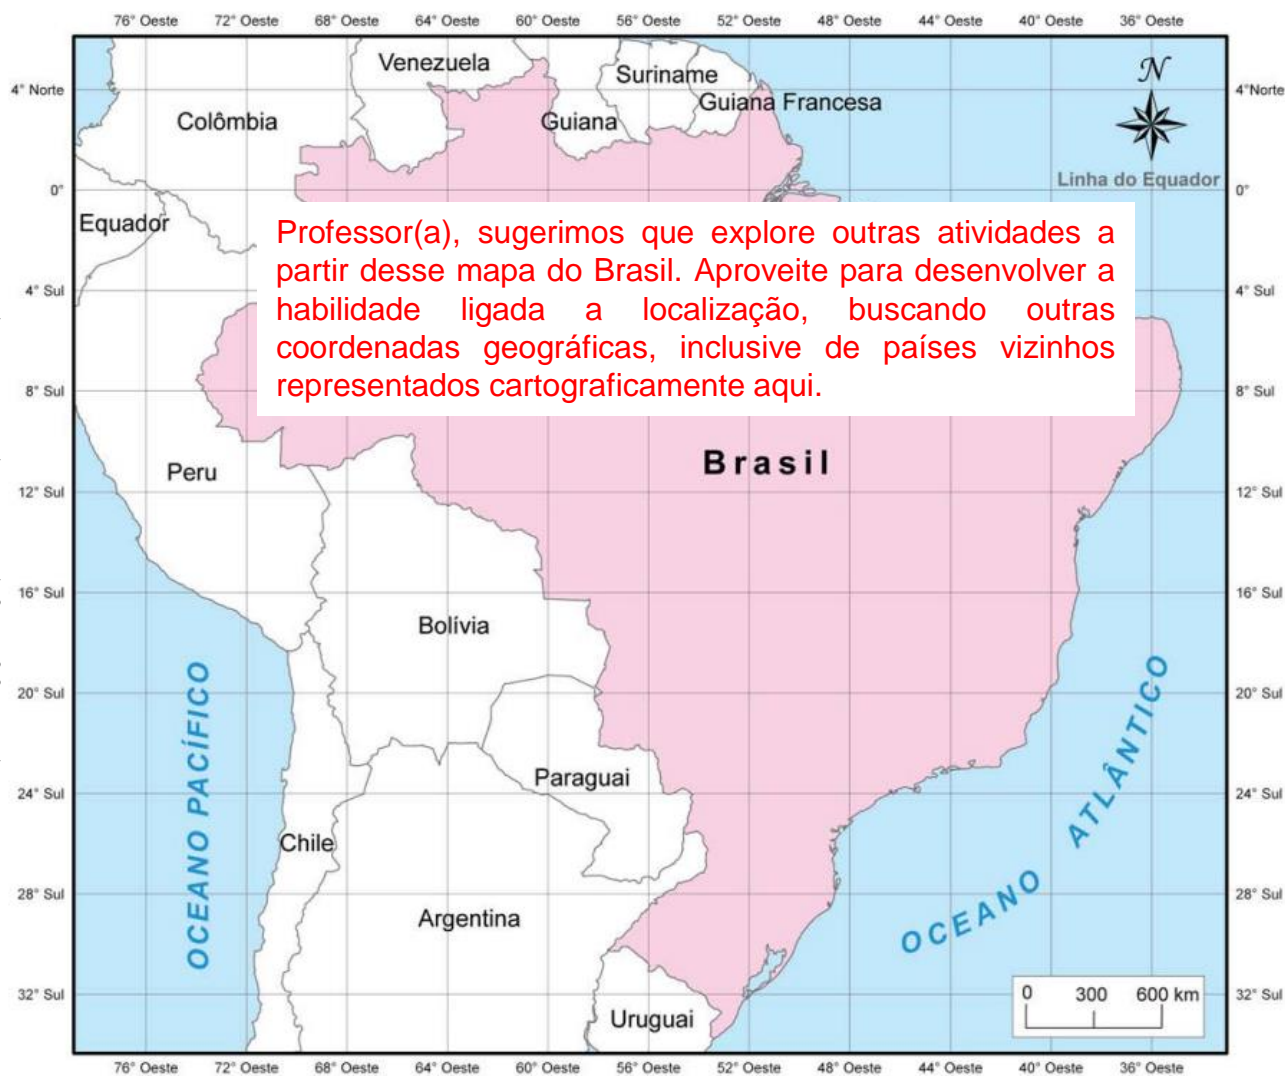 76° Oeste 72° Oeste 68° Oeste 64° Oeste 60° Oeste 56° Oeste 52° Oeste 48° Oeste 44° Oeste 40° Oeste 36° Oeste
Venezuela
Suriname
N
4° Norte
Guiana Francesa
4°Norte
Colômbia
Guiana
Linha do Equador
0°
0°
Equador
Professor(a), sugerimos que explore outras atividades a
partir desse mapa do Brasil. Aproveite para desenvolver a
habilidade ligada a localização, buscando outras
coordenadas geográficas, inclusive de países vizinhos
representados cartograficamente aqui.
4° Sul
4° Sul
8° Sul
8° Sul
Brasil
Peru
12° Sul
12° Sul
16° Sul
16° Sul
Bolívia
20° Sul
20° Sul
OCEANO PACÍFICO
OCEANO ATLÂNTICO
Paraguai
24° Sul
24° Sul
Chile
28° Sul
28° Sul
Argentina
32° Sul
32° Sul
0 300 600 km
Uruguai
76° Oeste 72° Oeste 68° Oeste 64° Oeste 60° Oeste 56° Oeste 52° Oeste 48° Oeste 44° Oeste 40° Oeste 36° Oeste